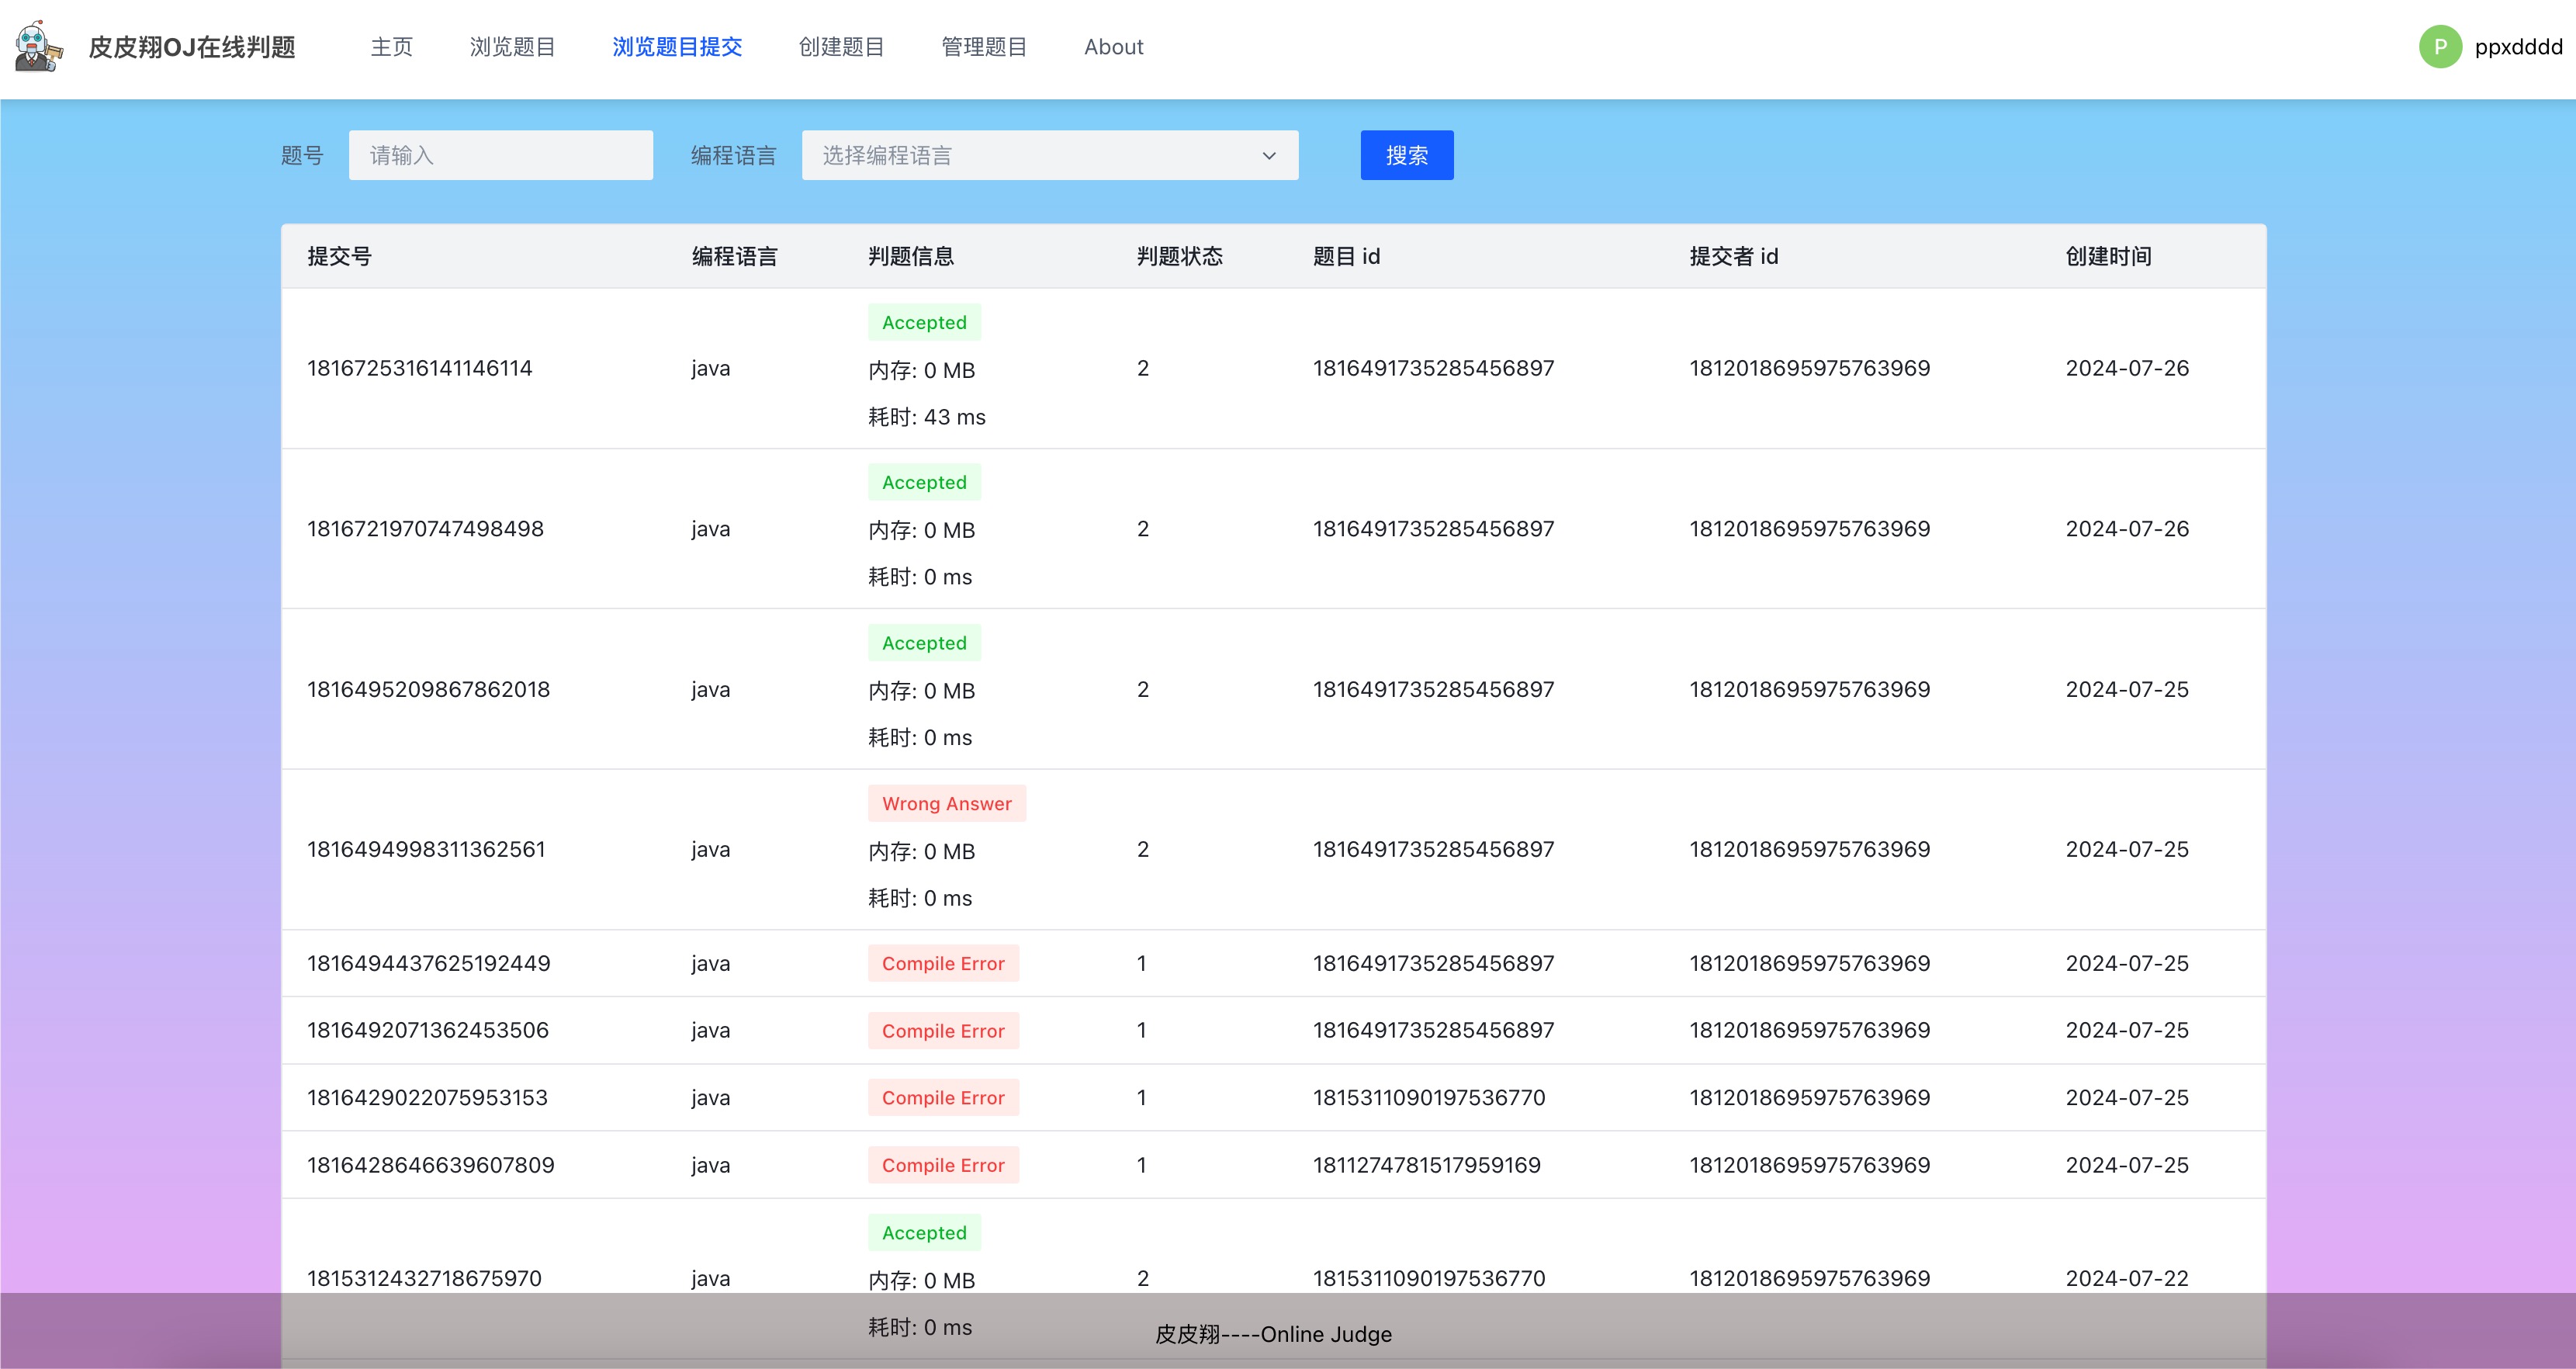 皮皮翔OJ在线判题 主页 浏览题目 浏览题目提交 创建题目 管理题目 About P ppxdddd
题号 请输入 编程语言 选择编程语言 搜索
提交号 编程语言 判题信息 判题状态 题目 id 提交者 id 创建时间
Accepted
1816725316141146114 java 内存: 0 MB 2 1816491735285456897 1812018695975763969 2024-07-26
耗时: 43 ms
Accepted
1816721970747498498 java 内存: 0 MB 2 1816491735285456897 1812018695975763969 2024-07-26
耗时: 0 ms
Accepted
1816495209867862018 java 内存: 0 MB 2 1816491735285456897 1812018695975763969 2024-07-25
耗时: 0 ms
Wrong Answer
1816494998311362561 java 内存: 0 MB 2 1816491735285456897 1812018695975763969 2024-07-25
耗时: 0 ms
1816494437625192449 java Compile Error 1 1816491735285456897 1812018695975763969 2024-07-25
1816492071362453506 java Compile Error 1 1816491735285456897 1812018695975763969 2024-07-25
1816429022075953153 java Compile Error 1 1815311090197536770 1812018695975763969 2024-07-25
1816428646639607809 java Compile Error 1 1811274781517959169 1812018695975763969 2024-07-25
Accepted
1815312432718675970 java 内存: 0 MB 2 1815311090197536770 1812018695975763969 2024-07-22
耗时: 0 ms
皮皮翔----Online Judge